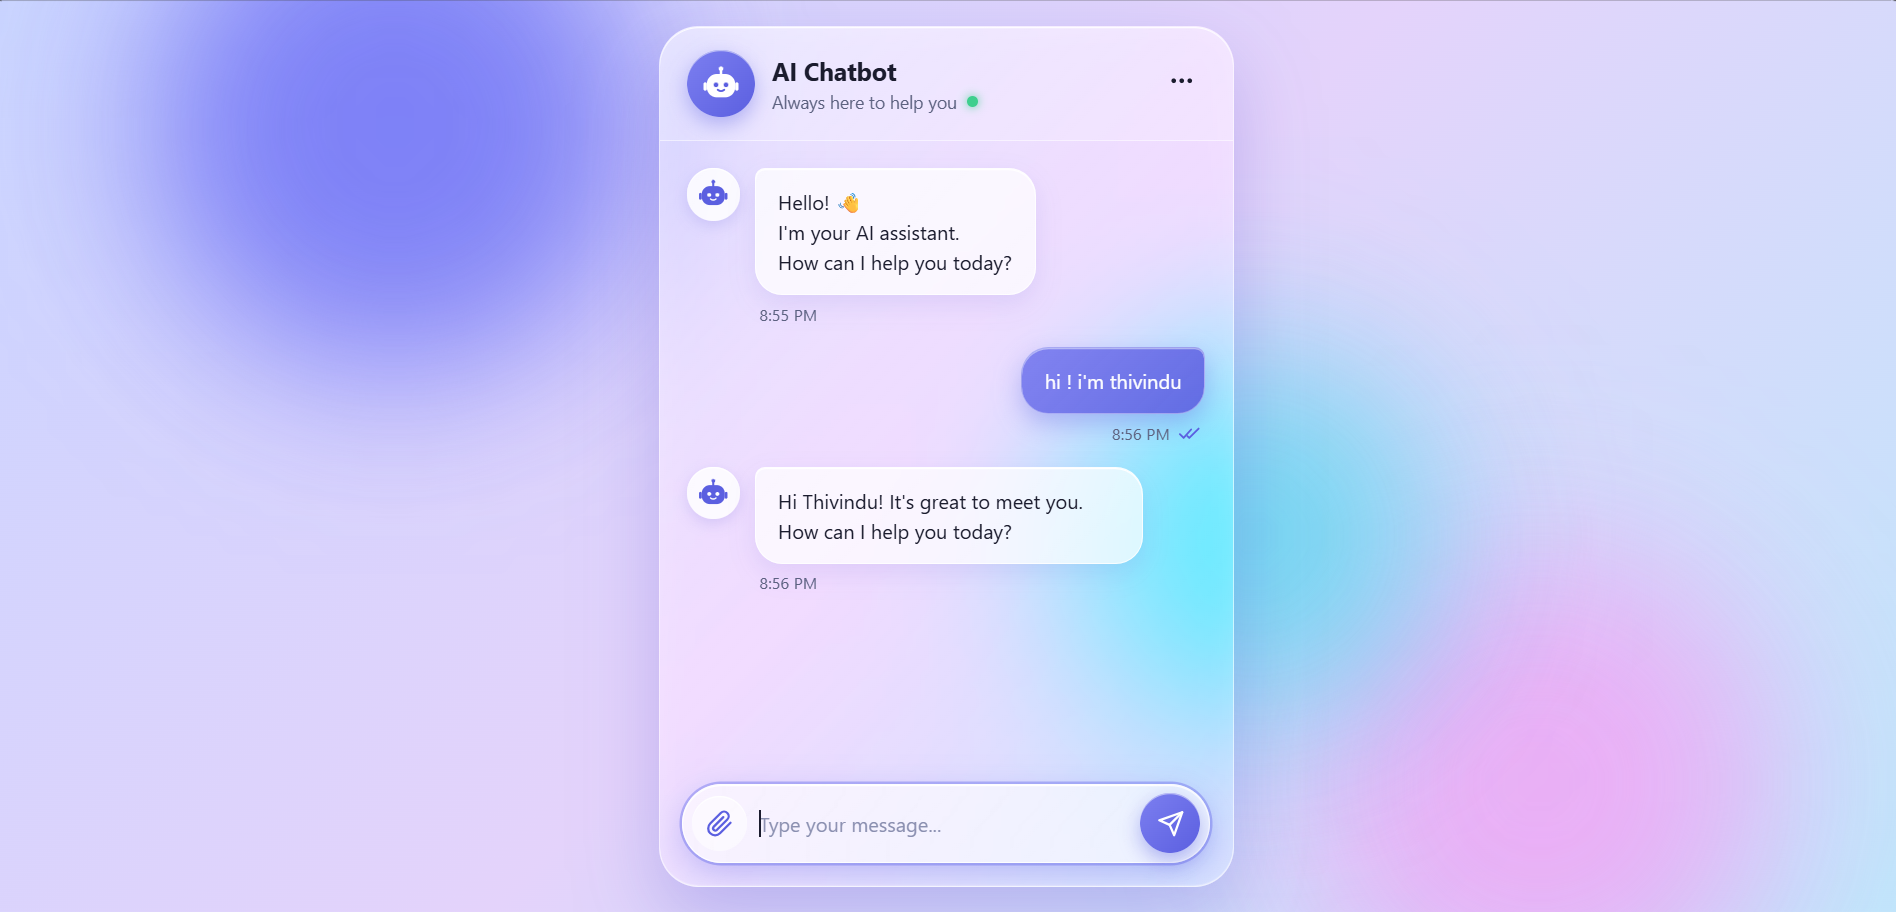 AI Chatbot
Always here to help you
Hello! 👋
I'm your AI assistant.
How can I help you today?
8:55 PM
hi ! i'm thivindu
8:56 PM
Hi Thivindu! It's great to meet you.
How can I help you today?
8:56 PM
Type your message...